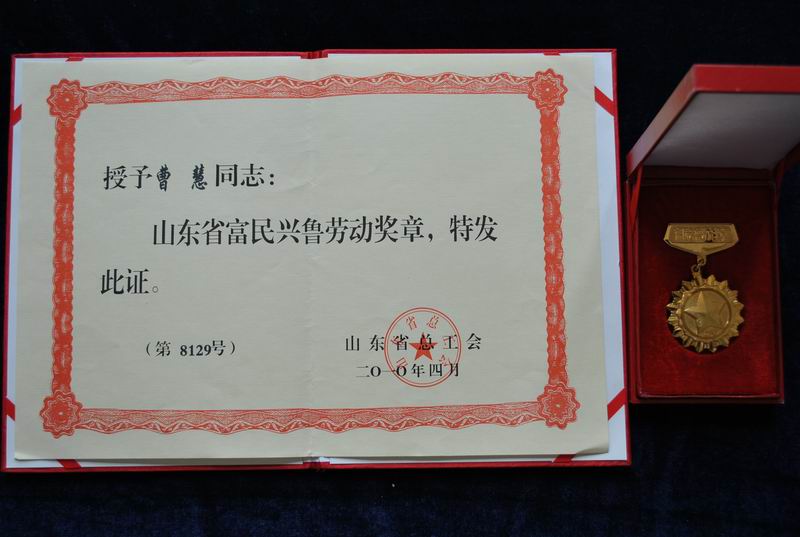 授予曹慧同志：
山东省富民兴鲁劳动奖章，特发
此证。
（第 8129号）
山东省总工会
二〇一〇年四月